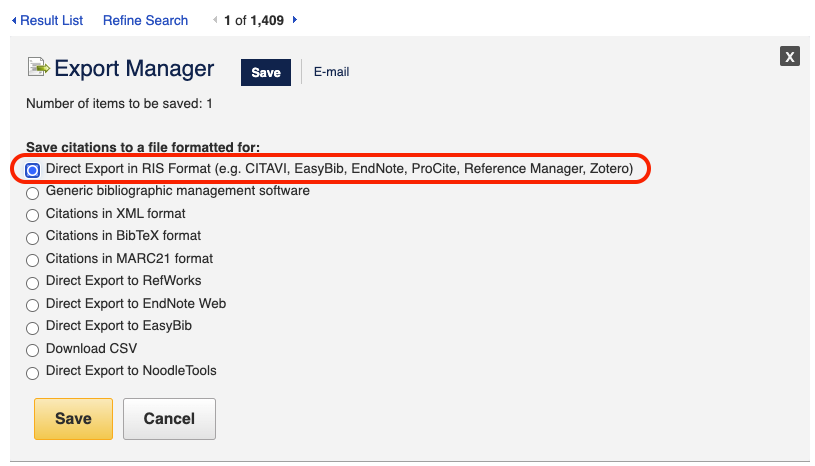 Result List Refine Search 1 of 1,409
X
Export Manager Save E-mail
Number of items to be saved: 1
Save citations to a file formatted for:
Direct Export in RIS Format (e.g. CITAVI, EasyBib, EndNote, ProCite, Reference Manager, Zotero)
Generic bibliographic management software
Citations in XML format
Citations in BibTeX format
Citations in MARC21 format
Direct Export to RefWorks
Direct Export to EndNote Web
Direct Export to EasyBib
Download CSV
Direct Export to NoodleTools
Save Cancel